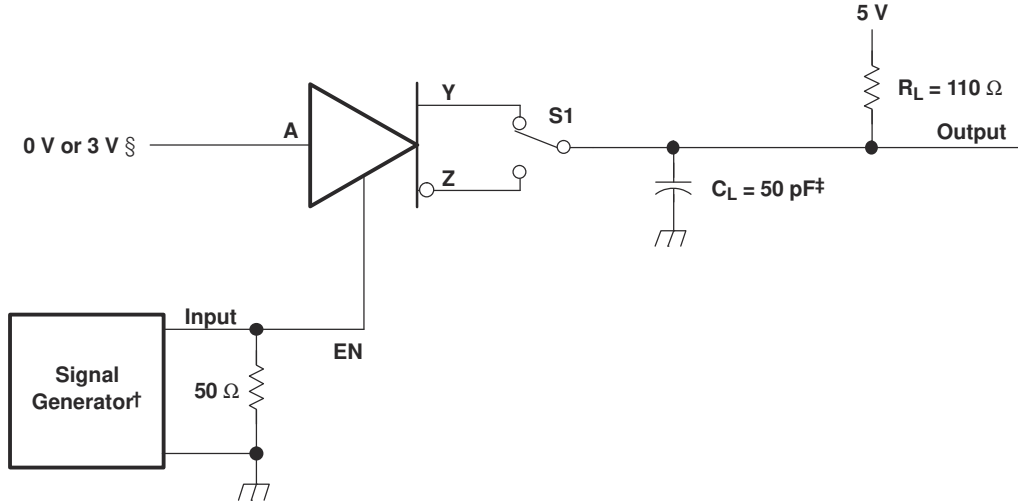 5 V
Y
S1
R_L = 110 Ω
A
Output
0 V or 3 V §
Z
C_L = 50 pF‡
Input
EN
50 Ω
Signal
Generator†